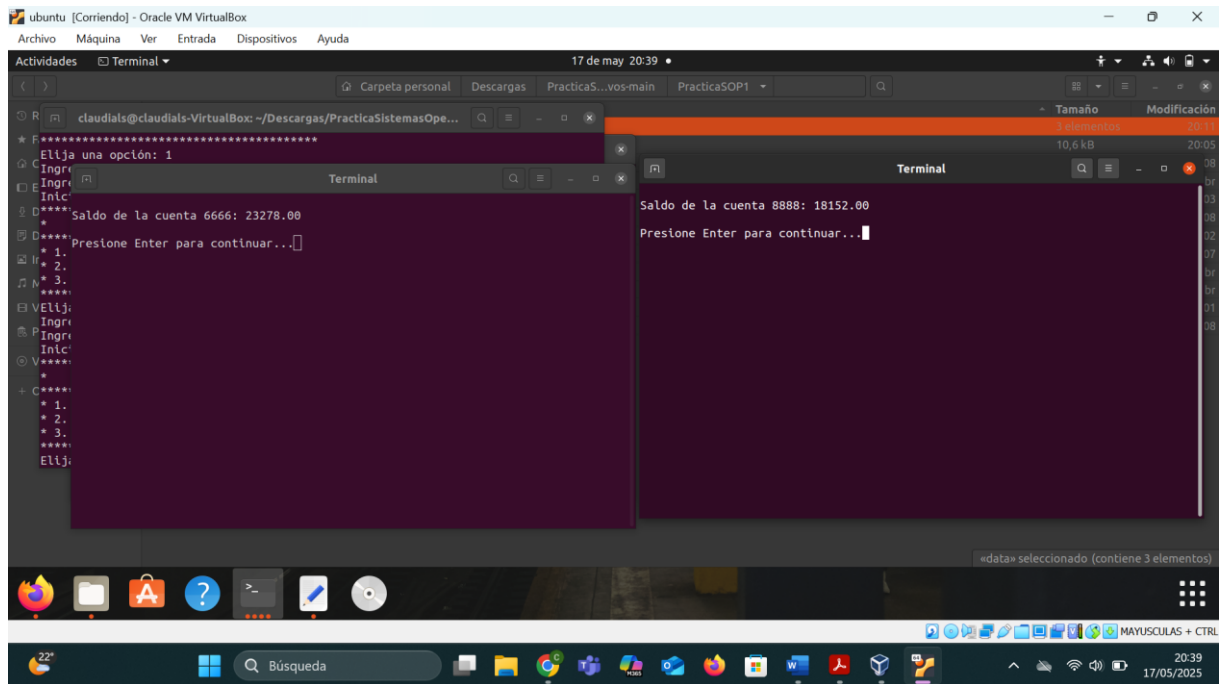 ubuntu [Corriendo] - Oracle VM VirtualBox
Archivo Máquina Ver Entrada Dispositivos Ayuda
Actividades Terminal 17 de may 20:39
Carpeta personal Descargas PracticaS...vos-main PracticaSOP1
Tamaño Modificación
3 elementos 20:11
10,6 kB 20:05
claudials@claudials-VirtualBox: ~/Descargas/PracticaSistemasOpe...
****************************************
Elija una opción: 1
Terminal
Saldo de la cuenta 6666: 23278.00
Presione Enter para continuar...
* 1.
* 2.
* 3.
*
* 1.
* 2.
* 3.
Terminal
Saldo de la cuenta 8888: 18152.00
Presione Enter para continuar...
«data» seleccionado (contiene 3 elementos)
MAYUSCULAS + CTRL
22°
Búsqueda
20:39
17/05/2025